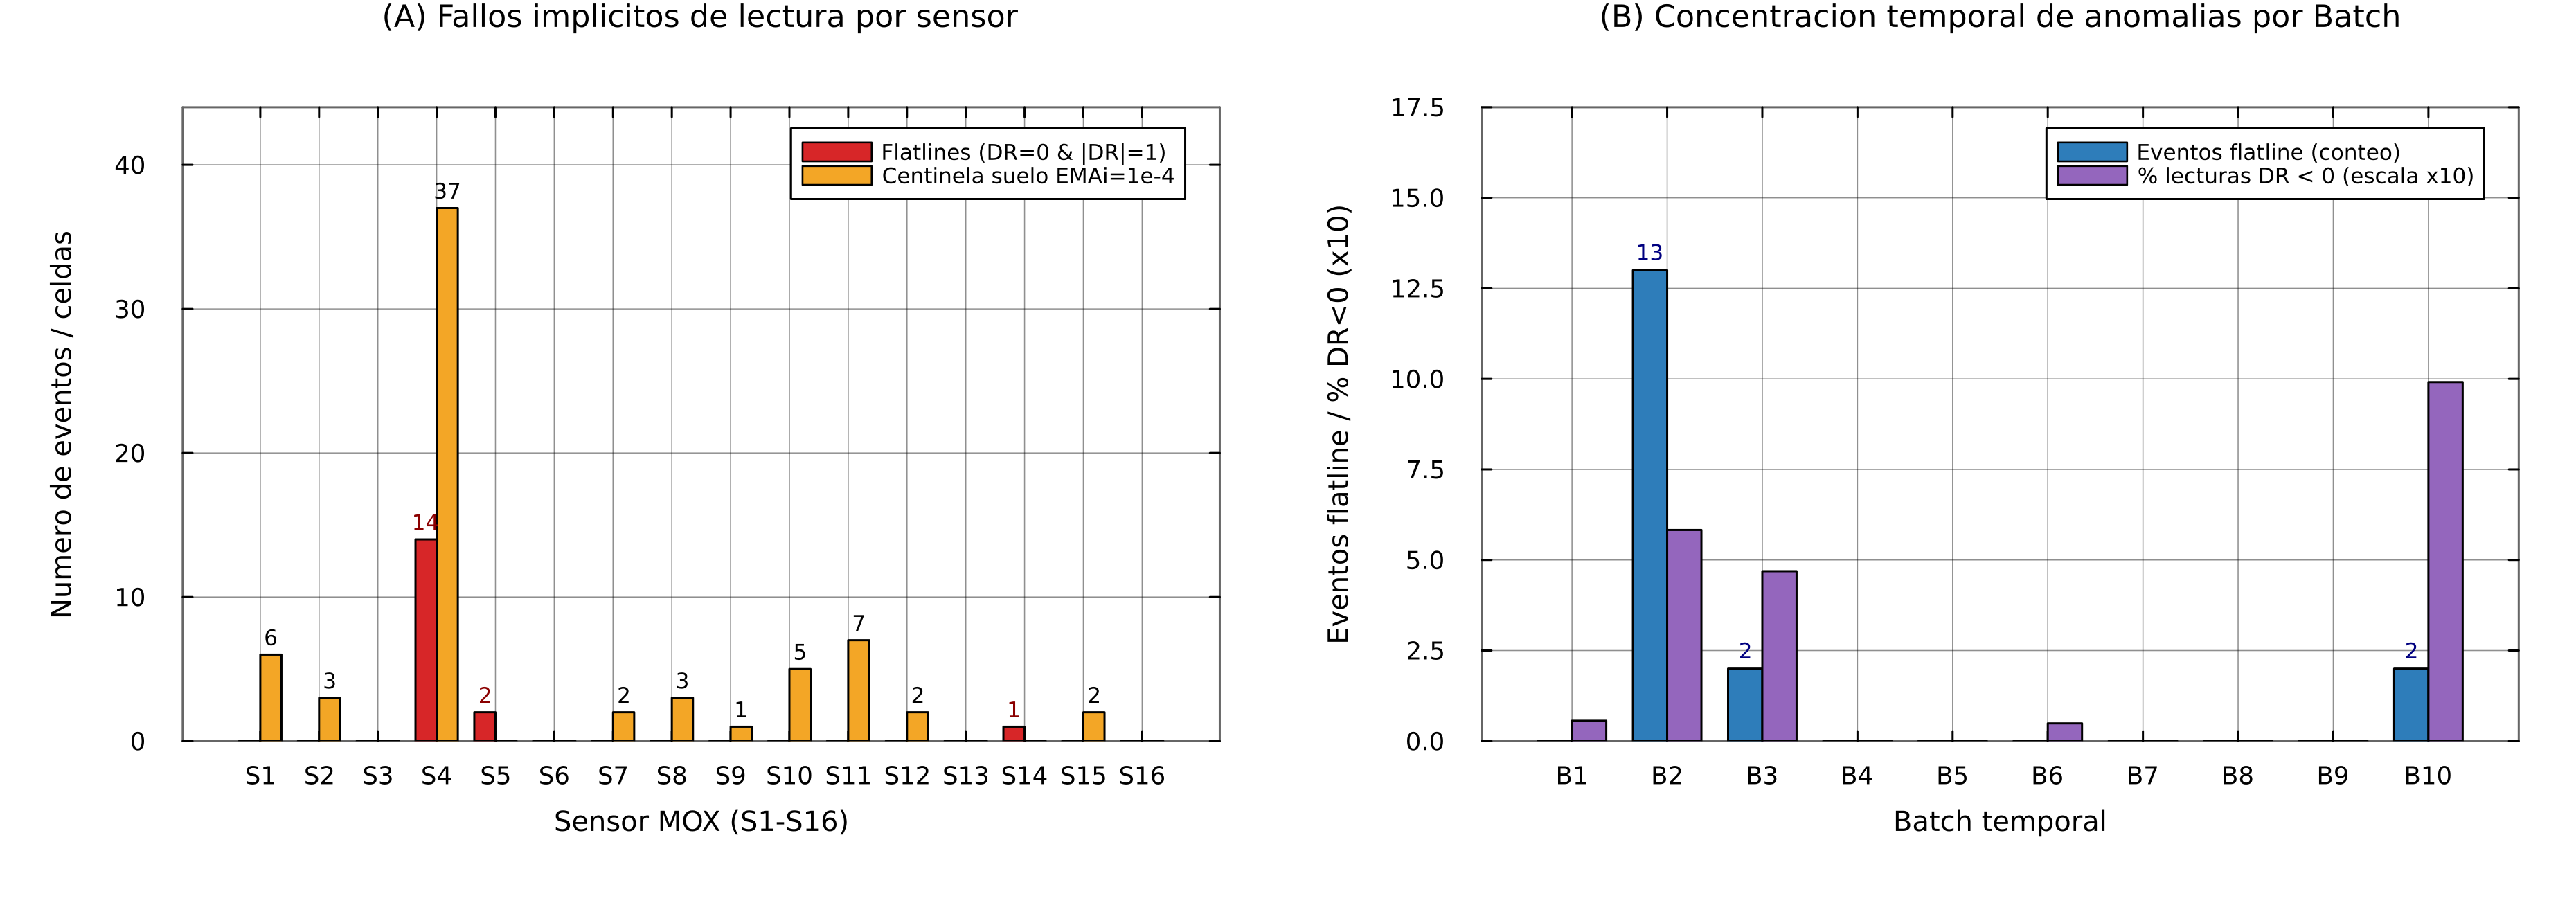 (A) Fallos implicitos de lectura por sensor
Numero de eventos / celdas
40
30
20
10
0
Flatlines (DR=0 & |DR|=1)
Centinela suelo EMAi=1e-4
6
3
14
37
2
2
3
1
5
7
2
1
2
S1 S2 S3 S4 S5 S6 S7 S8 S9 S10 S11 S12 S13 S14 S15 S16
Sensor MOX (S1-S16)
(B) Concentracion temporal de anomalias por Batch
Eventos flatline / % DR<0 (x10)
17.5
15.0
12.5
10.0
7.5
5.0
2.5
0.0
Eventos flatline (conteo)
% lecturas DR < 0 (escala x10)
13
2
2
B1 B2 B3 B4 B5 B6 B7 B8 B9 B10
Batch temporal